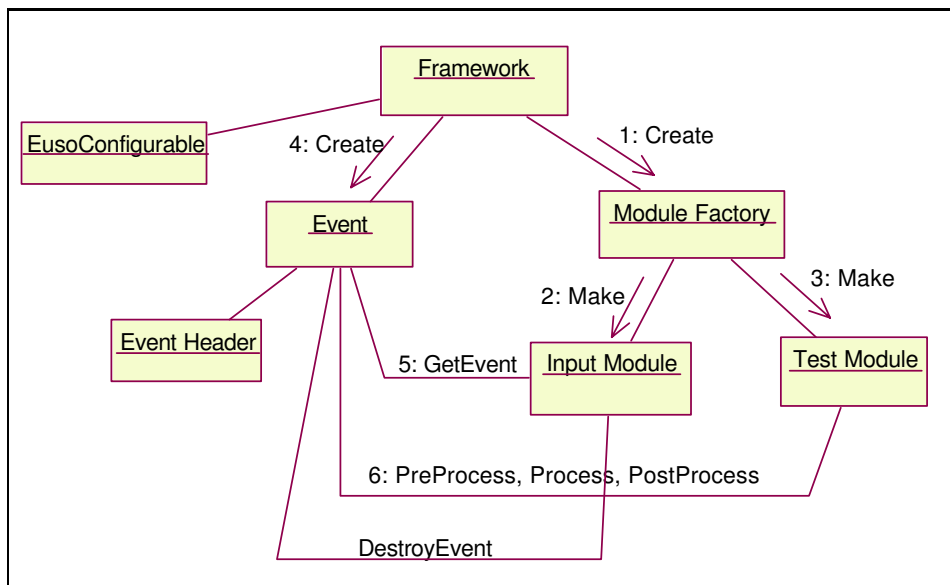 Framework
EusoConfigurable
4: Create
1: Create
Event
Module Factory
2: Make
3: Make
Event Header
5: GetEvent
Input Module
Test Module
6: PreProcess, Process, PostProcess
DestroyEvent